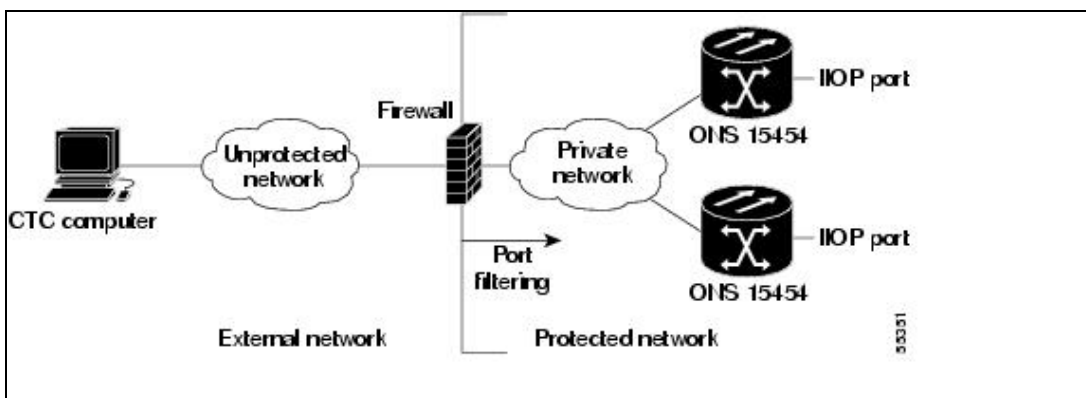 Firewall
IIOP port
ONS 15454
Unprotected
network
Private
network
CTC computer
Port
filtering
IIOP port
ONS 15454
External network
Protected network
55351